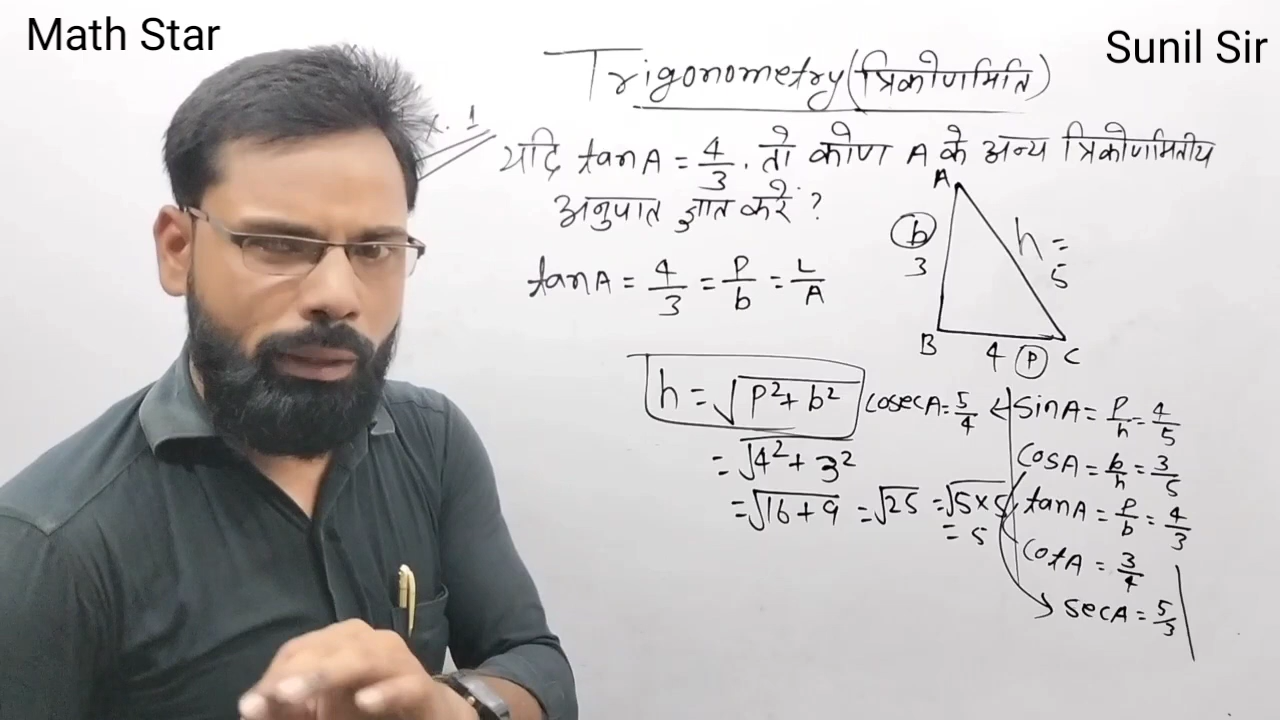 Math Star
Sunil Sir
Trigonometry (त्रिकोणमिति)
x. 1
यदि tanA = 4/3. तो कोण A के अन्य त्रिकोणमितीय
अनुपात ज्ञात करें ?
A
b
3
h =
5
B
4
P
C
tanA = 4/3 = P/b = L/A
h = √(P² + b²)
= √(4² + 3²)
= √(16 + 9) = √25 = √(5 × 5)
= 5
cosecA = 5/4 ← sinA = P/h = 4/5
cosA = b/h = 3/5
tanA = P/b = 4/3
cotA = 3/4
secA = 5/3